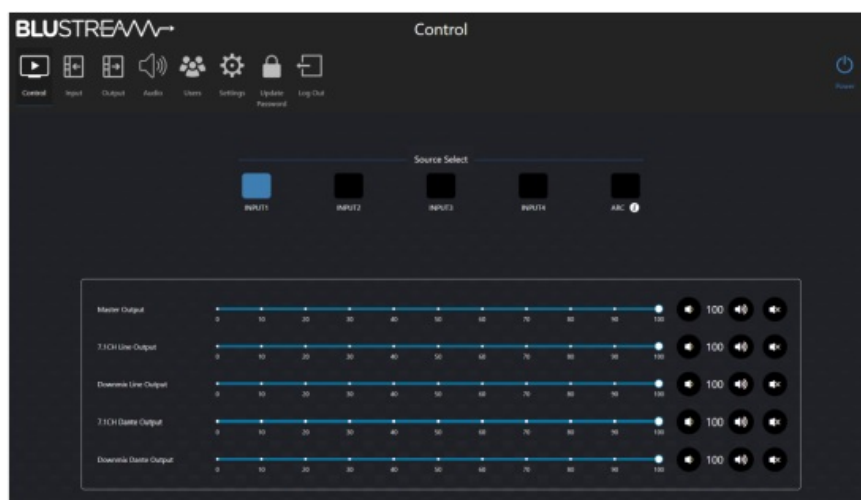 BLUSTREAM
Control
Control Input Output Audio Users Settings Update Password Log Out
Power
Source Select
INPUT1 INPUT2 INPUT3 INPUT4 ARC i
Master Output 100
0 10 20 30 40 50 60 70 80 90 100
7.1CH Line Output 100
0 10 20 30 40 50 60 70 80 90 100
Downmix Line Output 100
0 10 20 30 40 50 60 70 80 90 100
7.1CH Dante Output 100
0 10 20 30 40 50 60 70 80 90 100
Downmix Dante Output 100
0 10 20 30 40 50 60 70 80 90 100